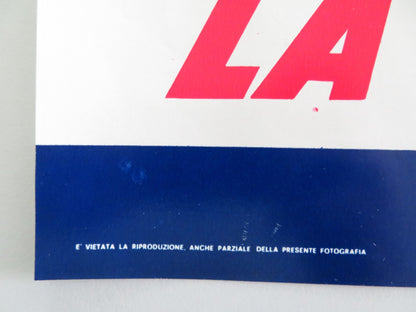 LA
E' VIETATA LA RIPRODUZIONE, ANCHE PARZIALE DELLA PRESENTE FOTOGRAFIA